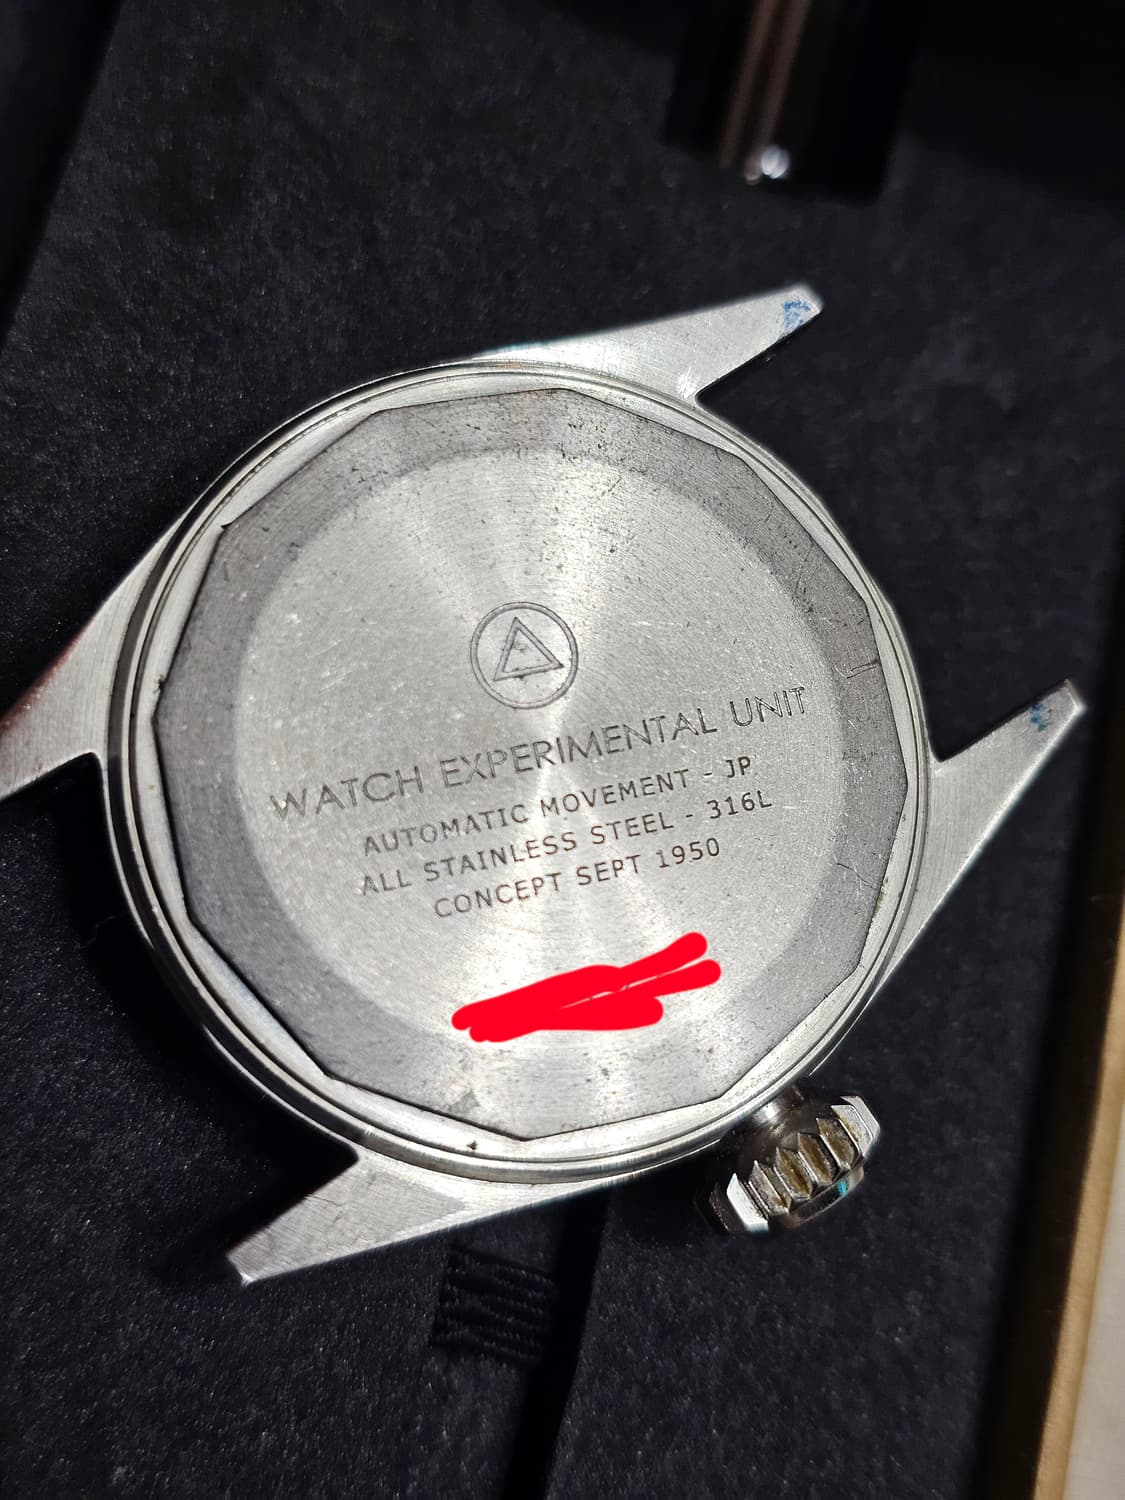 WATCH EXPERIMENTAL UNIT
AUTOMATIC MOVEMENT - JP
ALL STAINLESS STEEL - 316L
CONCEPT SEPT 1950